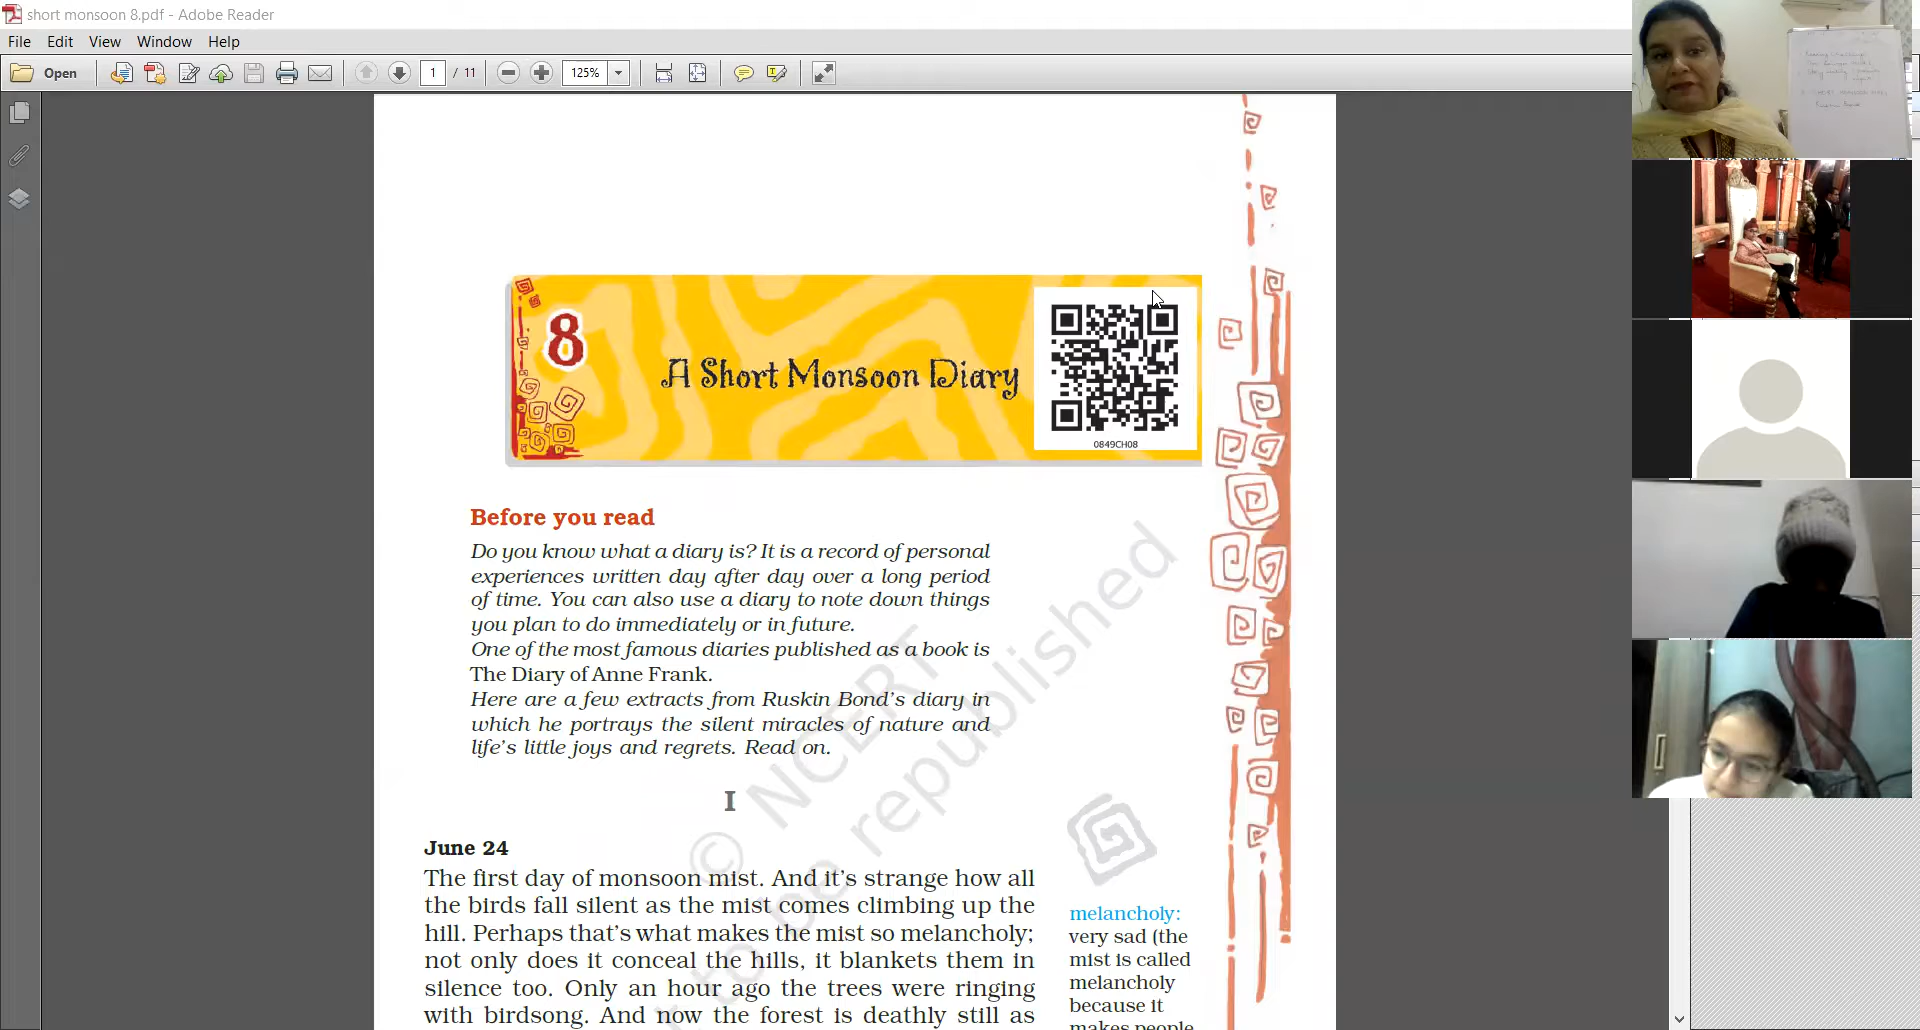 short monsoon 8.pdf - Adobe Reader
File Edit View Window Help
Open 1 / 11 125%
8
A Short Monsoon Diary
0849CH08
Before you read
Do you know what a diary is? It is a record of personal
experiences written day after day over a long period
of time. You can also use a diary to note down things
you plan to do immediately or in future.
One of the most famous diaries published as a book is
The Diary of Anne Frank.
Here are a few extracts from Ruskin Bond's diary in
which he portrays the silent miracles of nature and
life's little joys and regrets. Read on.
I
June 24
The first day of monsoon mist. And it's strange how all
the birds fall silent as the mist comes climbing up the
hill. Perhaps that's what makes the mist so melancholy;
not only does it conceal the hills, it blankets them in
silence too. Only an hour ago the trees were ringing
with birdsong. And now the forest is deathly still as
melancholy:
very sad (the
mist is called
melancholy
because it
makes people
© NCERT
not to be republished